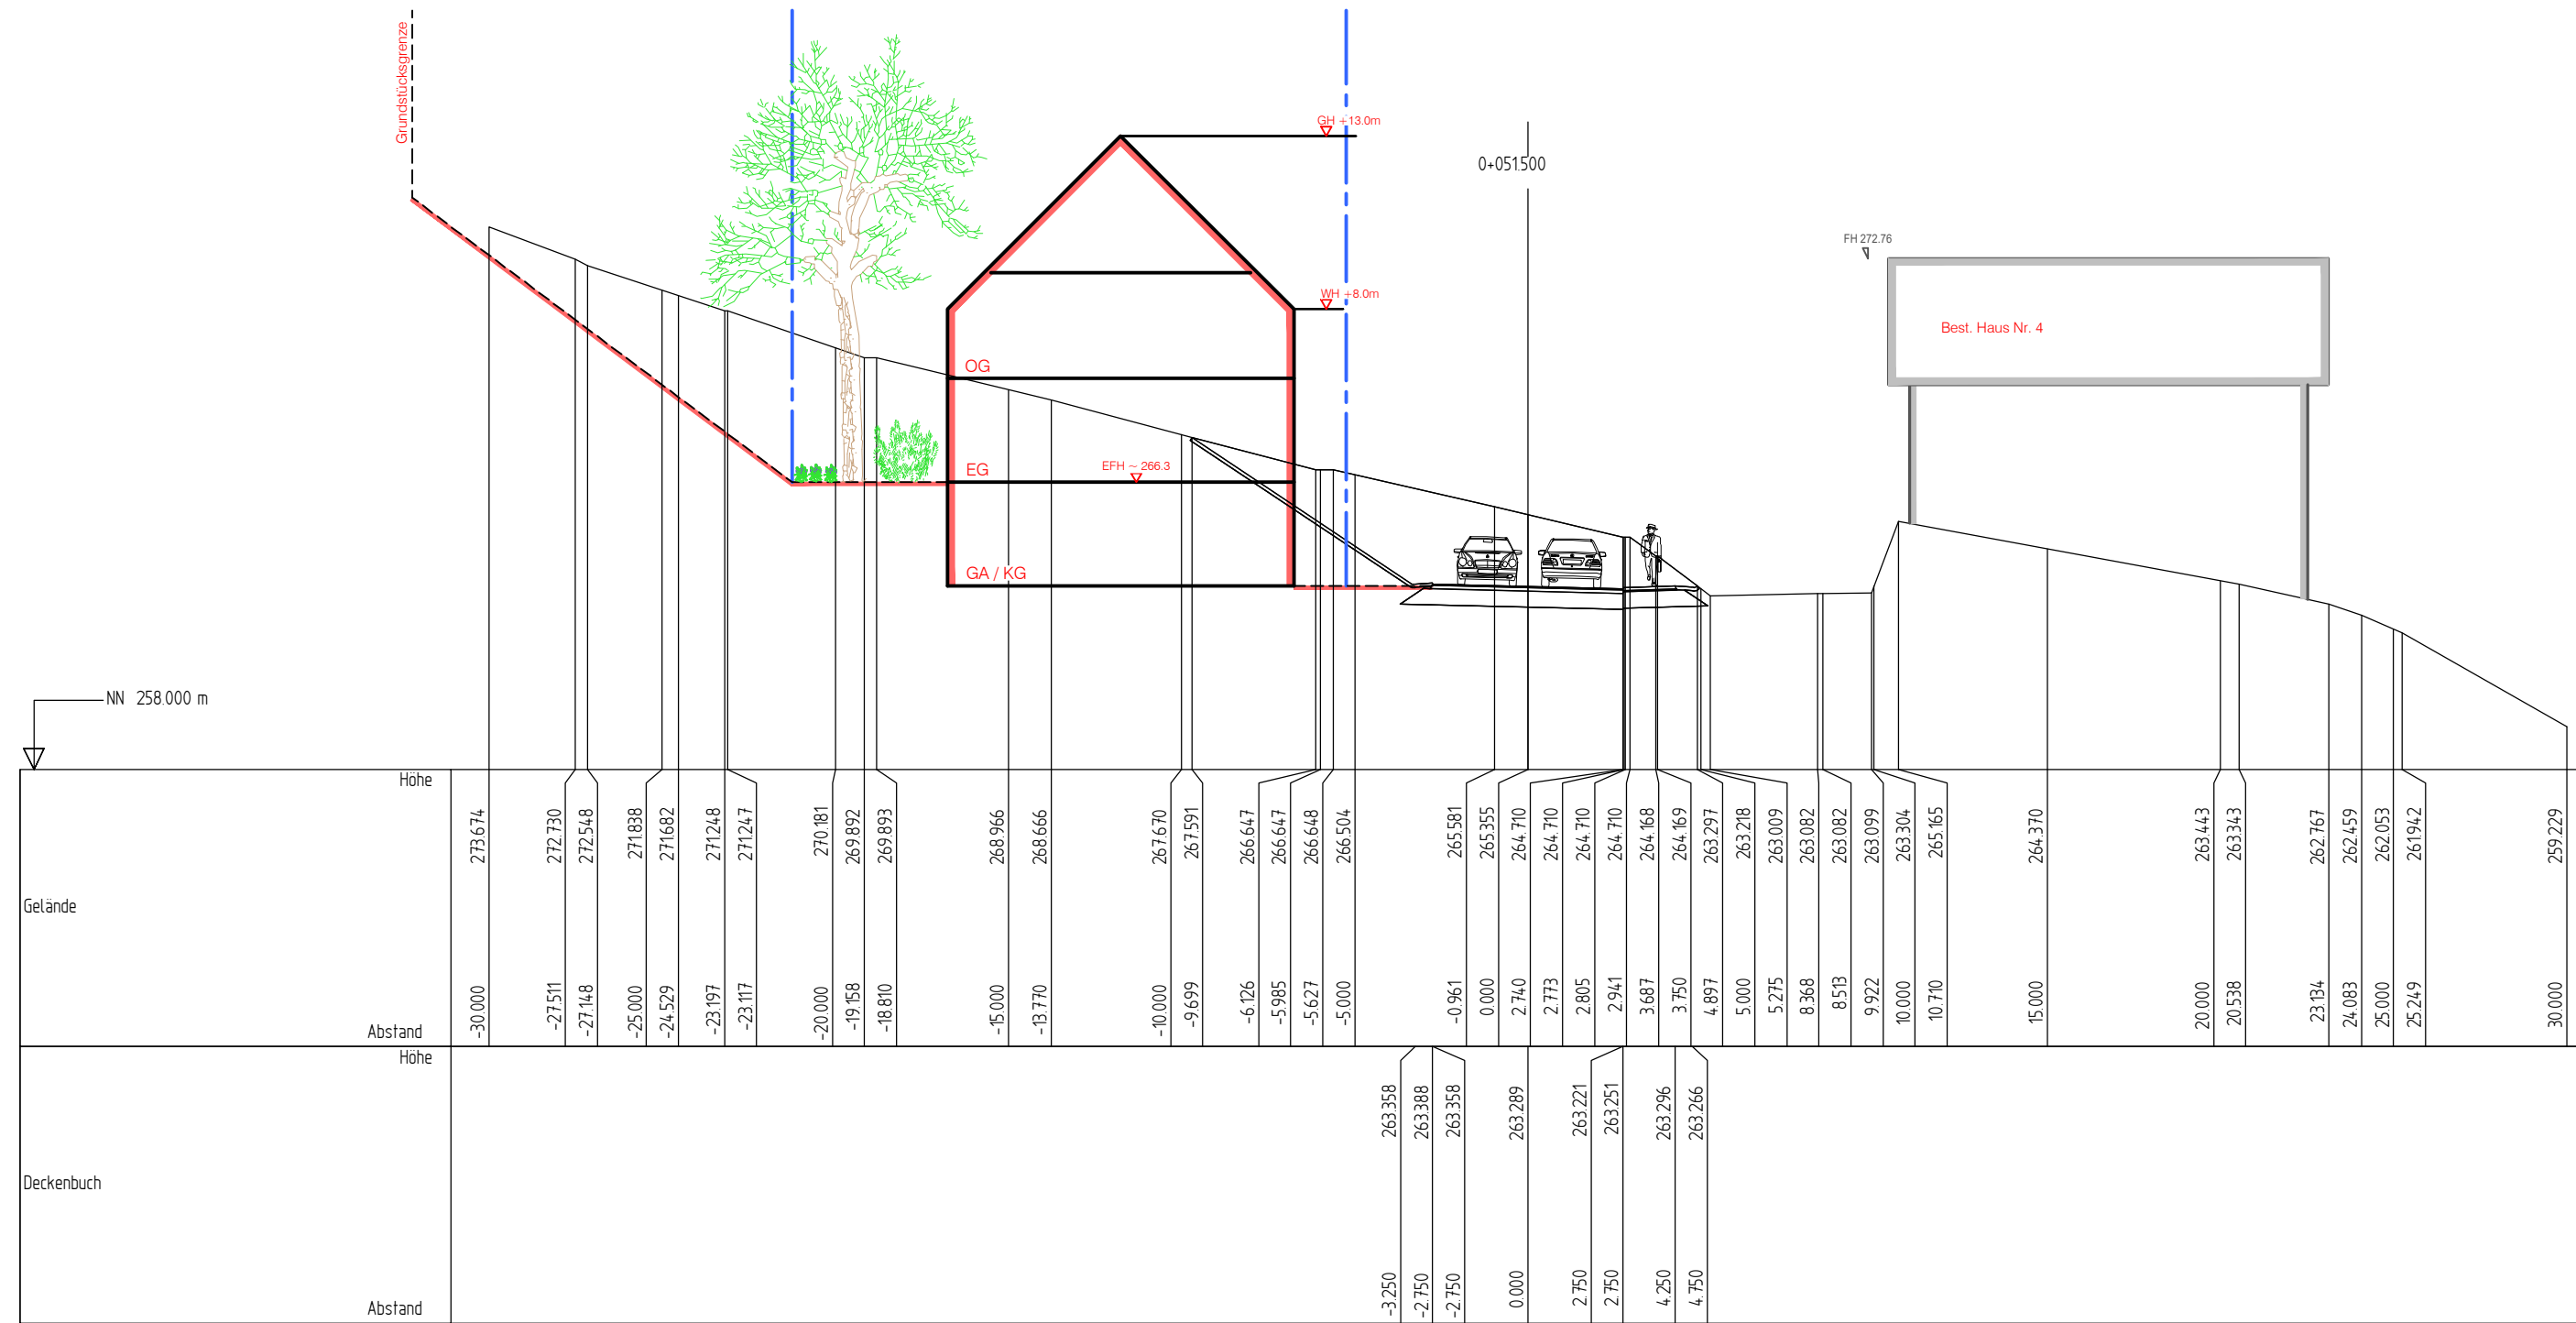 Grundstücksgrenze
GH +13.0m
0+051.500
FH 272.76
WH +8.0m
Best. Haus Nr. 4
OG
EG
EFH ~ 266.3
GA / KG
NN 258.000 m
Höhe
273.674 272.730 272.548 271.838 271.682 271.248 271.247 270.181 269.892 269.893 268.966 268.666 267.670 267.591 266.647 266.647 266.648 266.504 265.581 265.355 264.710 264.710 264.710 264.710 264.168 264.169 263.297 263.218 263.009 263.082 263.082 263.099 263.304 265.165 264.370 263.443 263.343 262.767 262.459 262.053 261.942 259.229
Gelände
Abstand
-30.000 -27.511 -27.148 -25.000 -24.529 -23.197 -23.117 -20.000 -19.158 -18.810 -15.000 -13.770 -10.000 -9.699 -6.126 -5.985 -5.627 -5.000 -0.961 0.000 2.740 2.773 2.805 2.941 3.687 3.750 4.897 5.000 5.275 8.368 8.513 9.922 10.000 10.710 15.000 20.000 20.538 23.134 24.083 25.000 25.249 30.000
Höhe
263.358 263.388 263.358 263.289 263.221 263.251 263.296 263.266
Deckenbuch
Abstand
-3.250 -2.750 -2.750 0.000 2.750 2.750 4.250 4.750